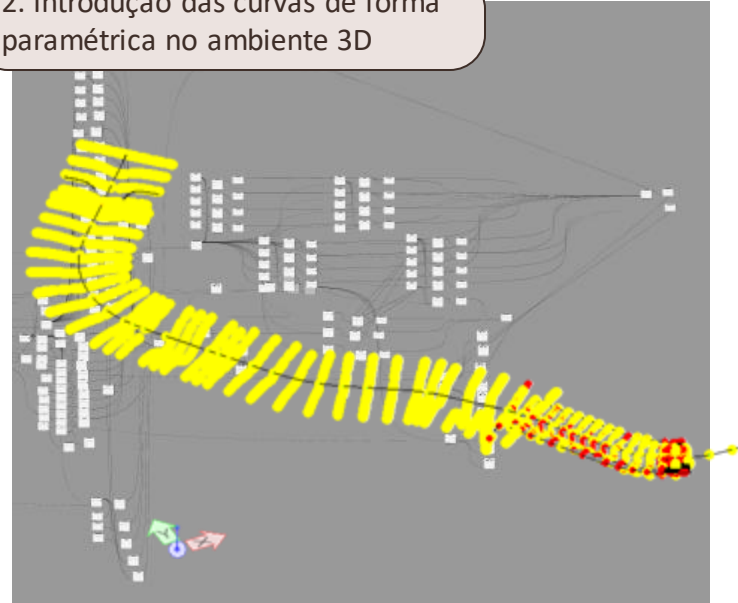 2. Introdução das curvas de forma
paramétrica no ambiente 3D